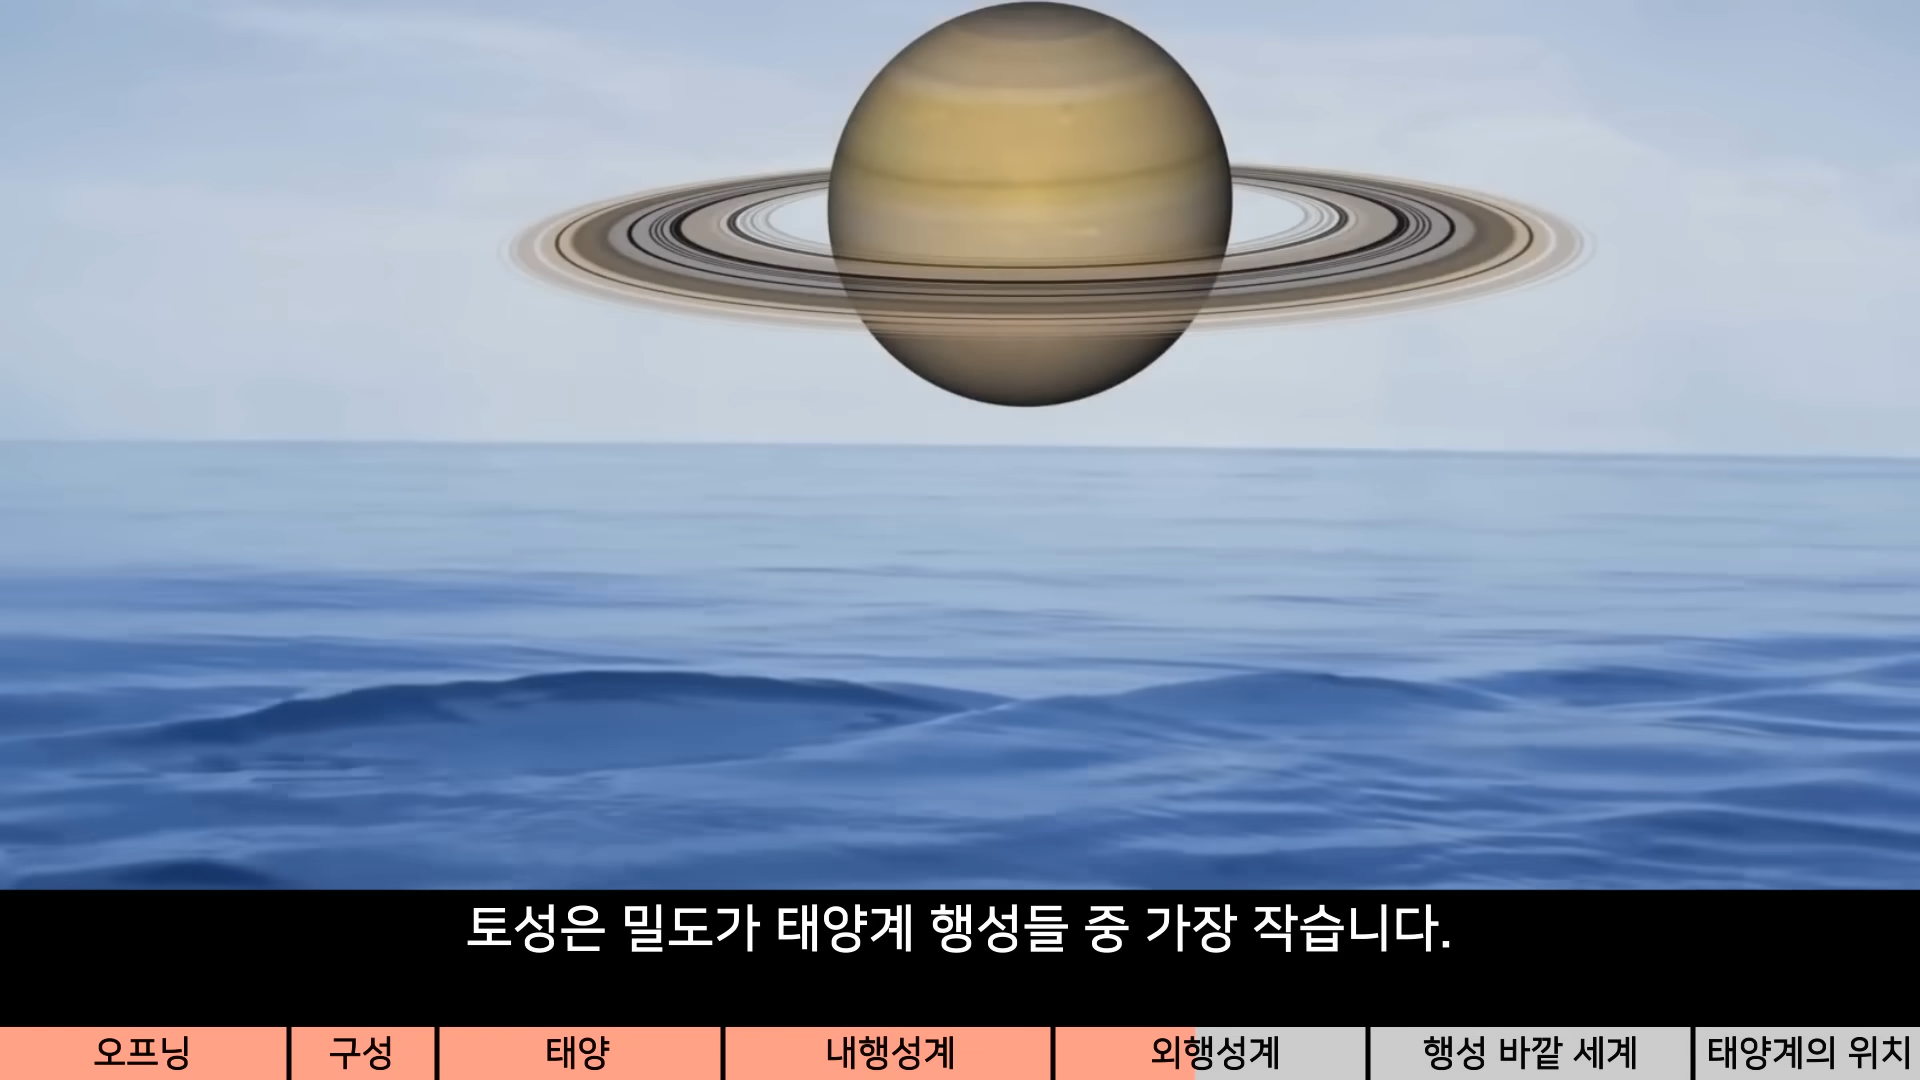 토성은 밀도가 태양계 행성들 중 가장 작습니다.
오프닝
구성
태양
내행성계
외행성계
행성 바깥 세계
태양계의 위치